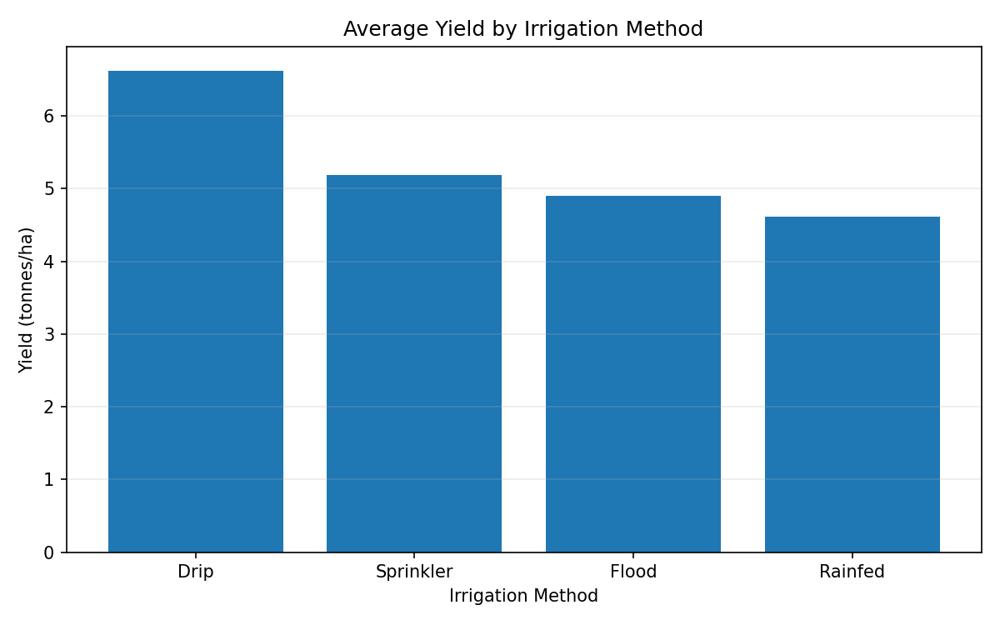 Average Yield by Irrigation Method
Yield (tonnes/ha)
6
5
4
3
2
1
0
Drip Sprinkler Flood Rainfed
Irrigation Method